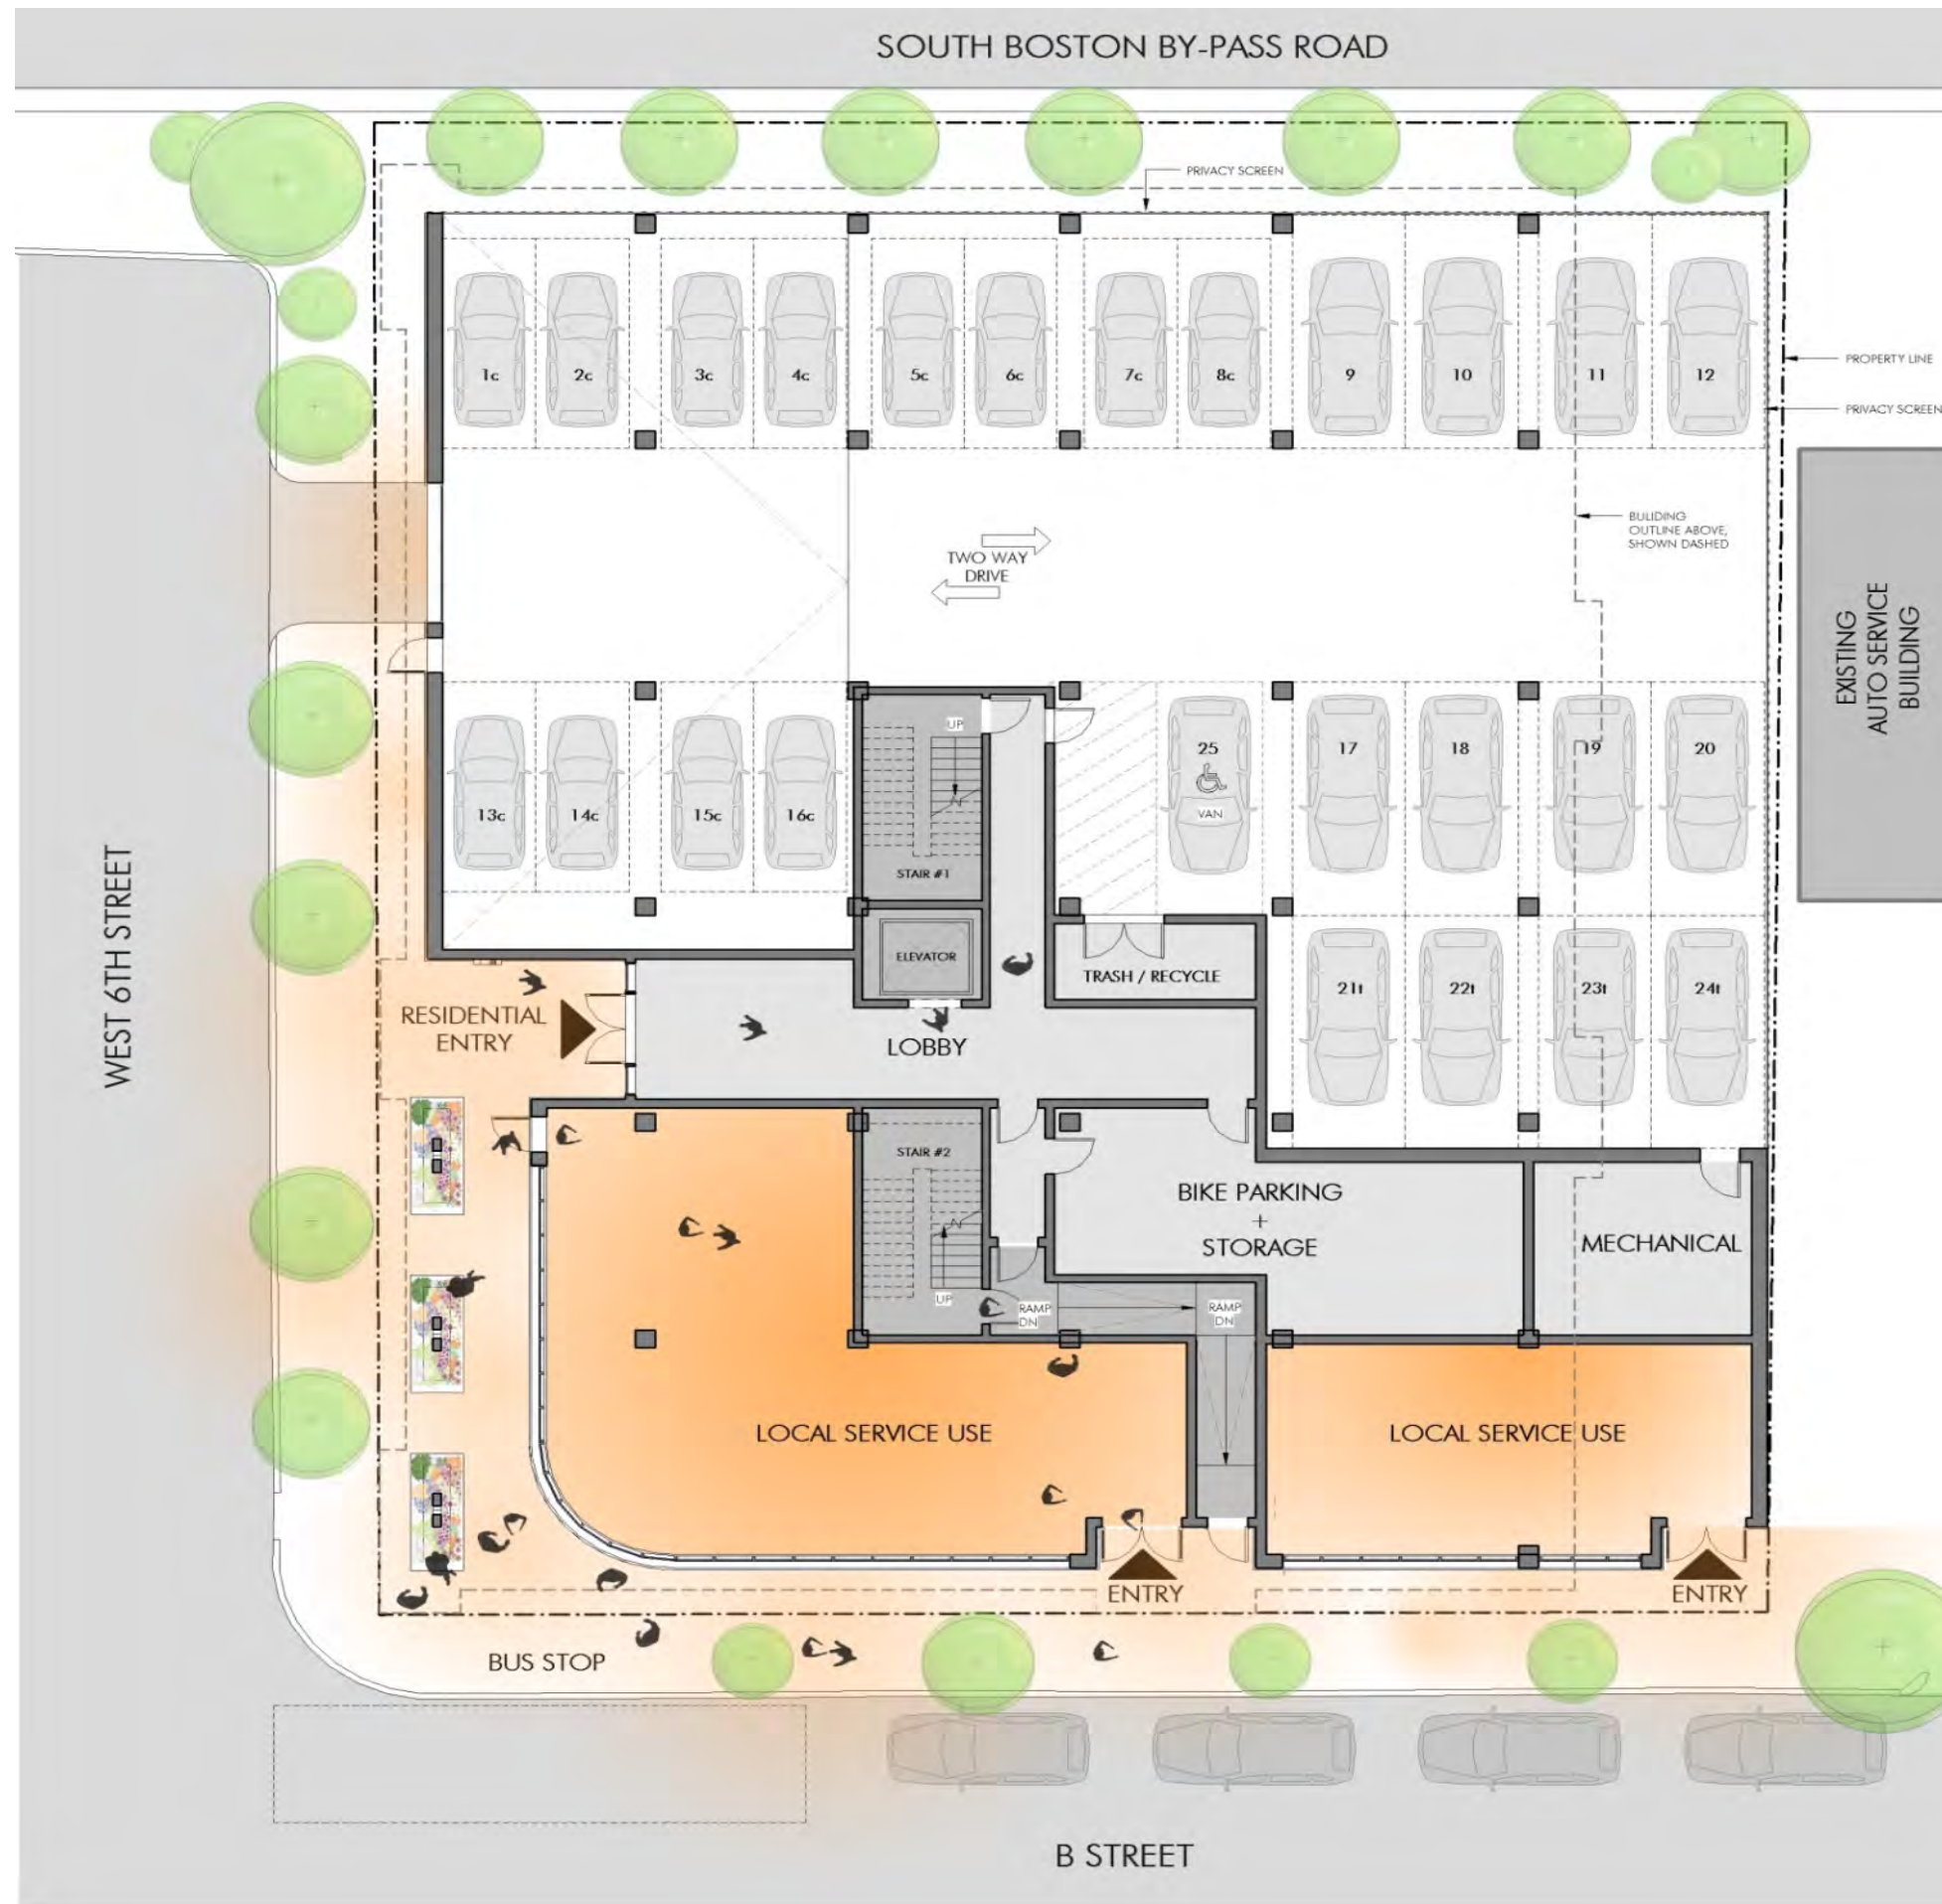 SOUTH BOSTON BY-PASS ROAD
PRIVACY SCREEN
PROPERTY LINE
PRIVACY SCREEN
1c
2c
3c
4c
5c
6c
7c
8c
9
10
11
12
TWO WAY
DRIVE
BULIDING
OUTLINE ABOVE,
SHOWN DASHED
EXISTING
AUTO SERVICE
BUILDING
WEST 6TH STREET
UP
25
VAN
17
18
19
20
13c
14c
15c
16c
STAIR #1
ELEVATOR
TRASH / RECYCLE
21t
22t
23t
24t
RESIDENTIAL
ENTRY
LOBBY
STAIR #2
BIKE PARKING
+
STORAGE
MECHANICAL
UP
RAMP
DN
RAMP
DN
LOCAL SERVICE USE
LOCAL SERVICE USE
ENTRY
ENTRY
BUS STOP
B STREET